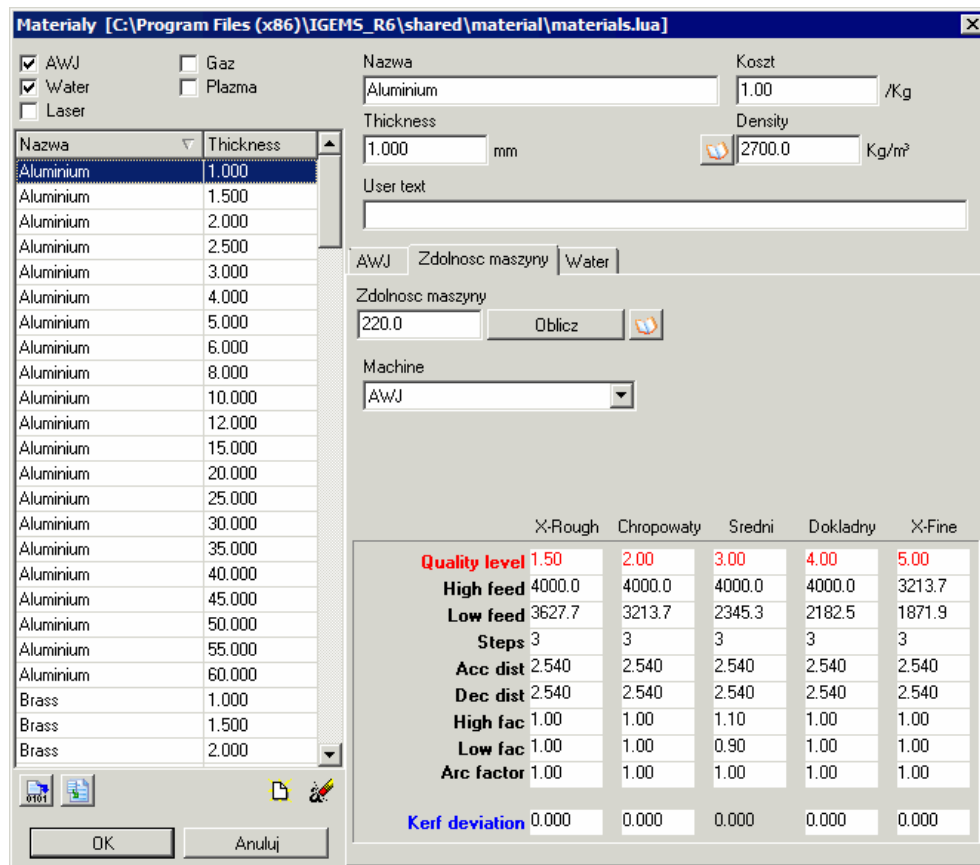 Materialy [C:\Program Files (x86)\IGEMS_R6\shared\material\materials.lua]
AWJ Gaz
Water Plazma
Laser
Nazwa Thickness
Aluminium 1.000
Aluminium 1.500
Aluminium 2.000
Aluminium 2.500
Aluminium 3.000
Aluminium 4.000
Aluminium 5.000
Aluminium 6.000
Aluminium 8.000
Aluminium 10.000
Aluminium 12.000
Aluminium 15.000
Aluminium 20.000
Aluminium 25.000
Aluminium 30.000
Aluminium 35.000
Aluminium 40.000
Aluminium 45.000
Aluminium 50.000
Aluminium 55.000
Aluminium 60.000
Brass 1.000
Brass 1.500
Brass 2.000
0101
OK Anuluj
Nazwa Koszt
Aluminium 1.00 /Kg
Thickness Density
1.000 mm 2700.0 Kg/m³
User text
AWJ Zdolnosc maszyny Water
Zdolnosc maszyny
220.0 Oblicz
Machine
AWJ
X-Rough Chropowaty Sredni Dokladny X-Fine
Quality level 1.50 2.00 3.00 4.00 5.00
High feed 4000.0 4000.0 4000.0 4000.0 3213.7
Low feed 3627.7 3213.7 2345.3 2182.5 1871.9
Steps 3 3 3 3 3
Acc dist 2.540 2.540 2.540 2.540 2.540
Dec dist 2.540 2.540 2.540 2.540 2.540
High fac 1.00 1.00 1.10 1.00 1.00
Low fac 1.00 1.00 0.90 1.00 1.00
Arc factor 1.00 1.00 1.00 1.00 1.00
Kerf deviation 0.000 0.000 0.000 0.000 0.000